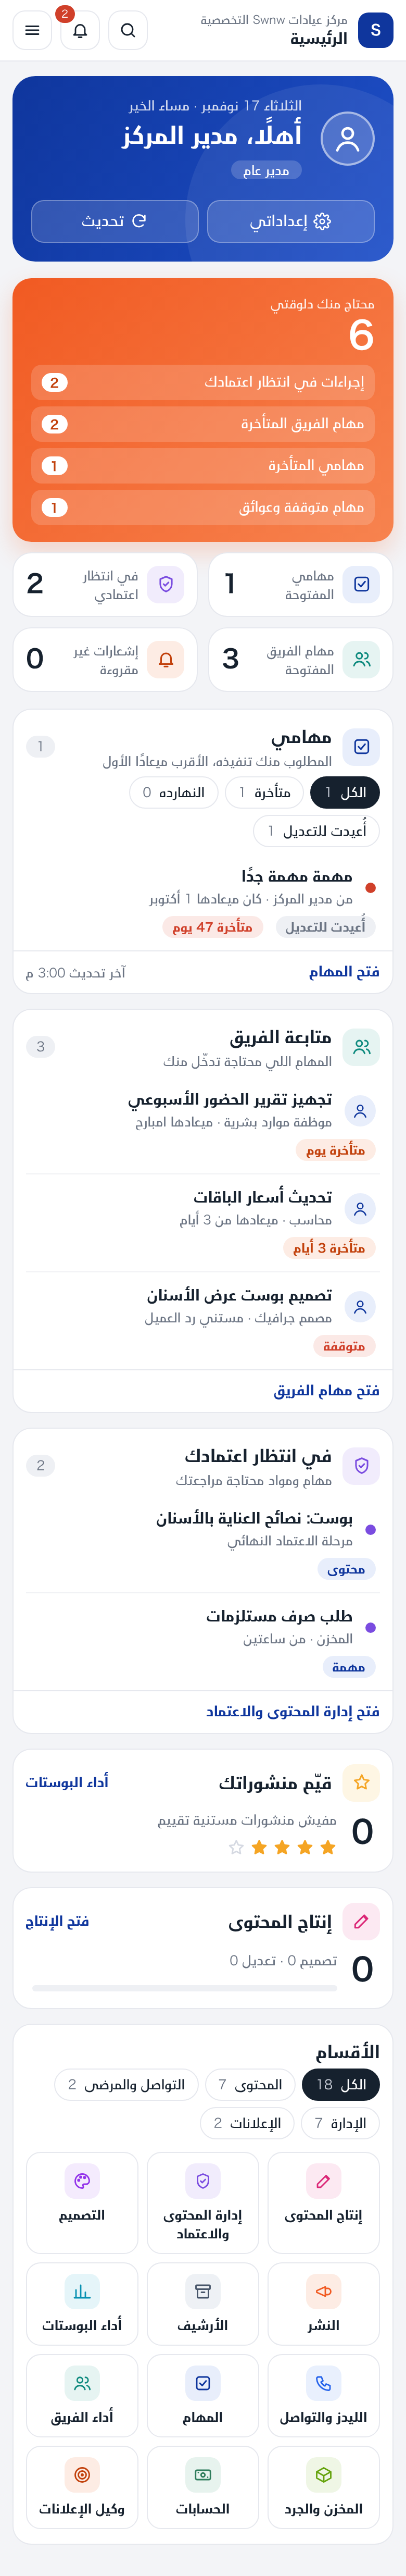 مركز عيادات Swnw التخصصية
الرئيسية
S
2
الثلاثاء 17 نوفمبر · مساء الخير
أهلًا، مدير المركز
مدير عام
إعداداتي
تحديث
محتاج منك دلوقتي
6
إجراءات في انتظار اعتمادك 2
مهام الفريق المتأخرة 2
مهامي المتأخرة 1
مهام متوقفة وعوائق 1
مهامي المفتوحة 1
في انتظار اعتمادي 2
مهام الفريق المفتوحة 3
إشعارات غير مقروءة 0
مهامي
1
المطلوب منك تنفيذه، الأقرب ميعادًا الأول
الكل 1
متأخرة 1
النهارده 0
أُعيدت للتعديل 1
مهمة مهمة جدًا
من مدير المركز · كان ميعادها 1 أكتوبر
أُعيدت للتعديل
متأخرة 47 يوم
فتح المهام
آخر تحديث 3:00 م
متابعة الفريق
3
المهام اللي محتاجة تدخّل منك
تجهيز تقرير الحضور الأسبوعي
موظفة موارد بشرية · ميعادها امبارح
متأخرة يوم
تحديث أسعار الباقات
محاسب · ميعادها من 3 أيام
متأخرة 3 أيام
تصميم بوست عرض الأسنان
مصمم جرافيك · مستني رد العميل
متوقفة
فتح مهام الفريق
في انتظار اعتمادك
2
مهام ومواد محتاجة مراجعتك
بوست: نصائح العناية بالأسنان
مرحلة الاعتماد النهائي
محتوى
طلب صرف مستلزمات
المخزن · من ساعتين
مهمة
فتح إدارة المحتوى والاعتماد
قيّم منشوراتك
أداء البوستات
0
مفيش منشورات مستنية تقييم
إنتاج المحتوى
فتح الإنتاج
0
تصميم 0 · تعديل 0
الأقسام
الكل 18
المحتوى 7
التواصل والمرضى 2
الإدارة 7
الإعلانات 2
إنتاج المحتوى
إدارة المحتوى والاعتماد
التصميم
النشر
الأرشيف
أداء البوستات
الليدز والتواصل
المهام
أداء الفريق
المخزن والجرد
الحسابات
وكيل الإعلانات